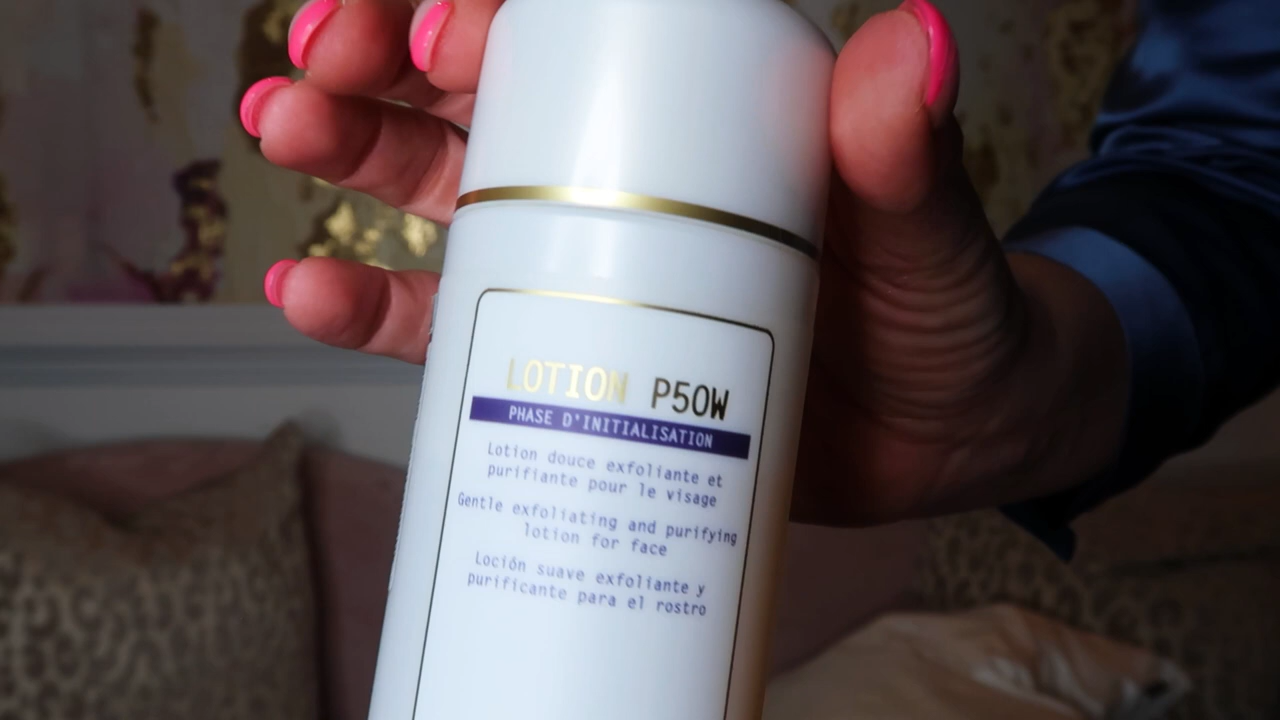 LOTION P50W
PHASE D'INITIALISATION
Lotion douce exfoliante et
purifiante pour le visage
Gentle exfoliating and purifying
lotion for face
Loción suave exfoliante y
purificante para el rostro